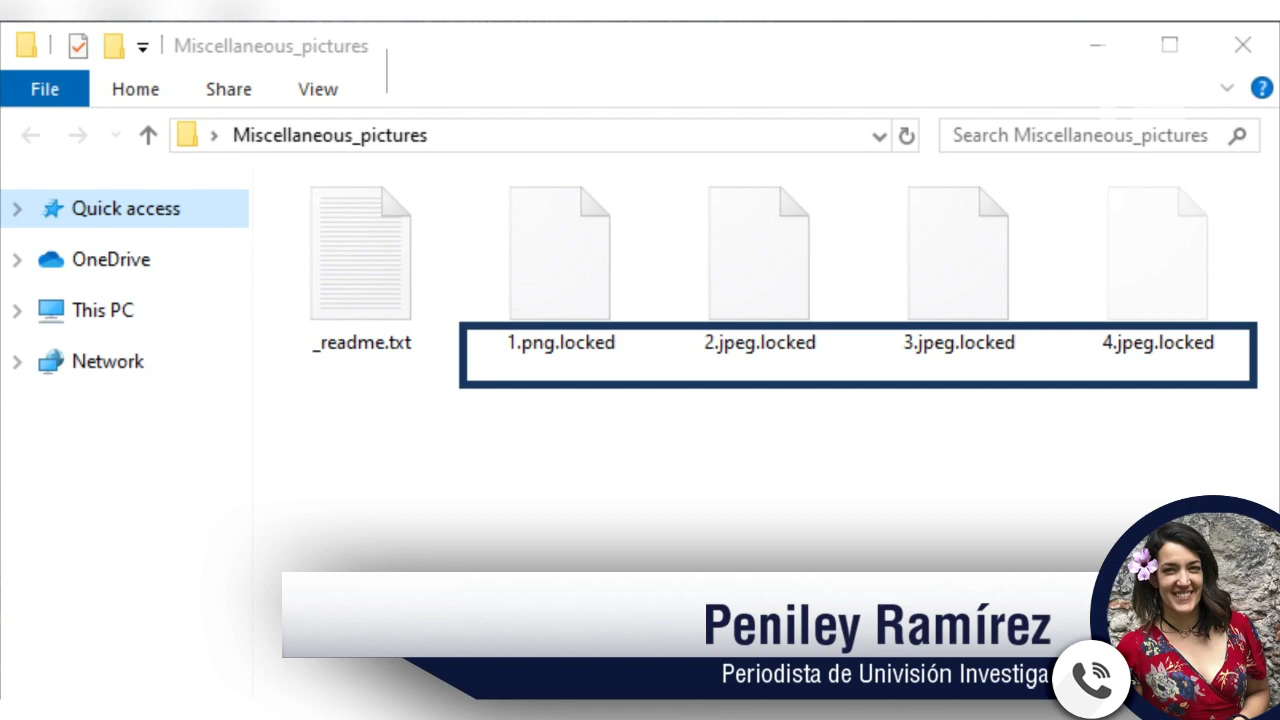 Miscellaneous_pictures
File Home Share View
Miscellaneous_pictures
Search Miscellaneous_pictures
Quick access
OneDrive
This PC
Network
_readme.txt 1.png.locked 2.jpeg.locked 3.jpeg.locked 4.jpeg.locked
Peniley Ramírez
Periodista de Univisión Investiga